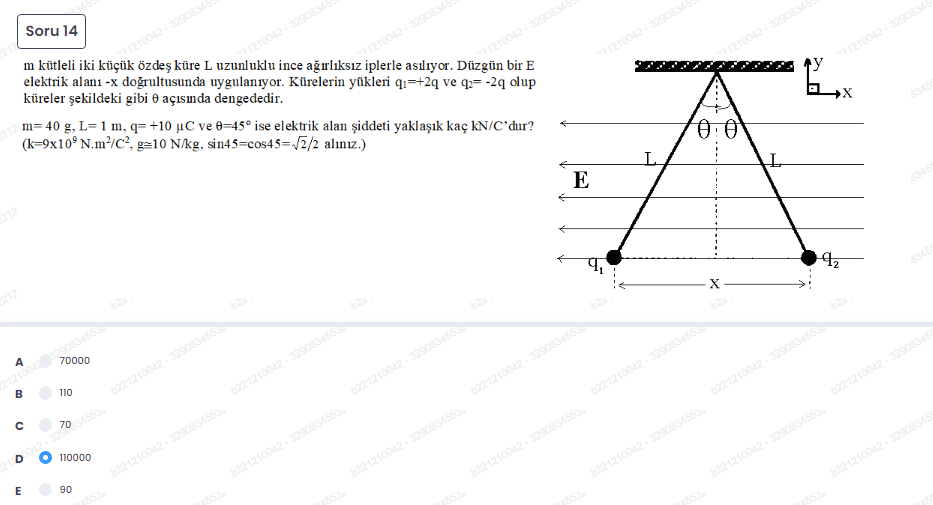 Soru 14
m kütleli iki küçük özdeş küre L uzunluklu ince ağırlıksız iplerle asılıyor. Düzgün bir E
elektrik alanı -x doğrultusunda uygulanıyor. Kürelerin yükleri q₁=+2q ve q₂= -2q olup
küreler şekildeki gibi θ açısında dengededir.
m= 40 g, L= 1 m, q= +10 µC ve θ=45° ise elektrik alan şiddeti yaklaşık kaç kN/C’dur?
(k=9x10⁹ N.m²/C², g≅10 N/kg, sin45=cos45=√2/2 alınız.)
y
x
θ θ
L L
E
q₁ q₂
x
A 70000
B 110
C 70
D 110000
E 90